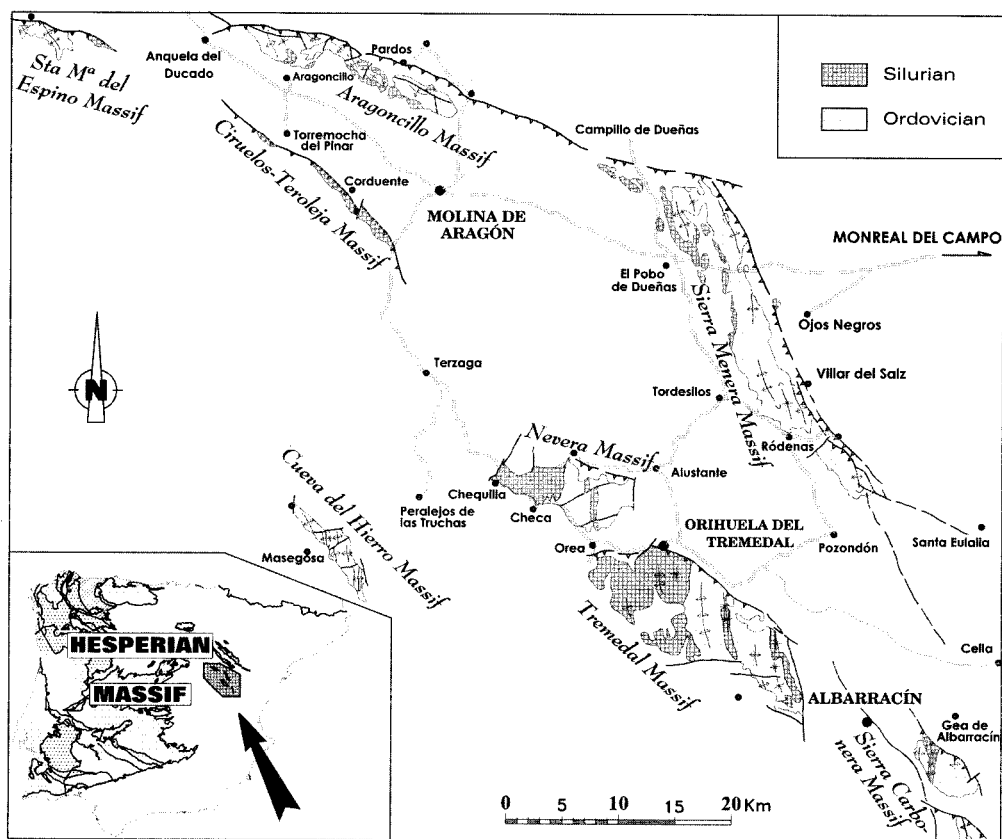 Silurian
Ordovician
Sta Mª del
Espino Massif
Anquela del
Ducado
Aragoncillo
Pardos
Aragoncillo Massif
Torremocha
del Pinar
Ciruelos-Teroleja Massif
Corduente
MOLINA DE
ARAGÓN
Campillo de Dueñas
MONREAL DEL CAMPO
El Pobo
de Dueñas
Sierra Menera Massif
Ojos Negros
Villar del Salz
N
Terzaga
Tordesilos
Ródenas
Nevera Massif
Alustante
Chequilla
Checa
Peralejos de
las Truchas
Cueva del Hierro Massif
Masegosa
Orea
ORIHUELA DEL
TREMEDAL
Pozondón
Santa Eulalia
Tremedal Massif
Cella
ALBARRACÍN
Gea de
Albarracín
Sierra Carbo-
nera Massif
HESPERIAN
MASSIF
0 5 10 15 20 Km